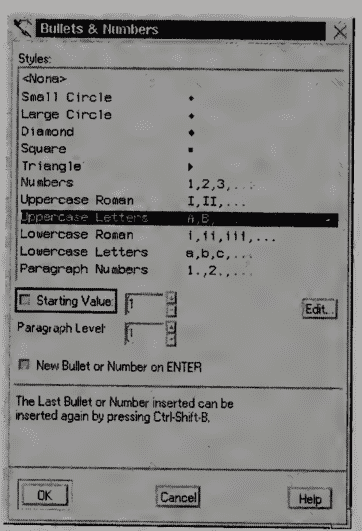 Bullets & Numbers
Styles:
<None>
Small Circle •
Large Circle •
Diamond ◆
Square ▪
Triangle ▶
Numbers 1,2,3,...
Uppercase Roman I,II,...
Uppercase Letters A,B,
Lowercase Roman i,ii,iii,...
Lowercase Letters a,b,c,...
Paragraph Numbers 1.,2.,...
Starting Value: 1
Edit...
Paragraph Level: 1
New Bullet or Number on ENTER
The Last Bullet or Number inserted can be
inserted again by pressing Ctrl-Shift-B.
OK Cancel Help